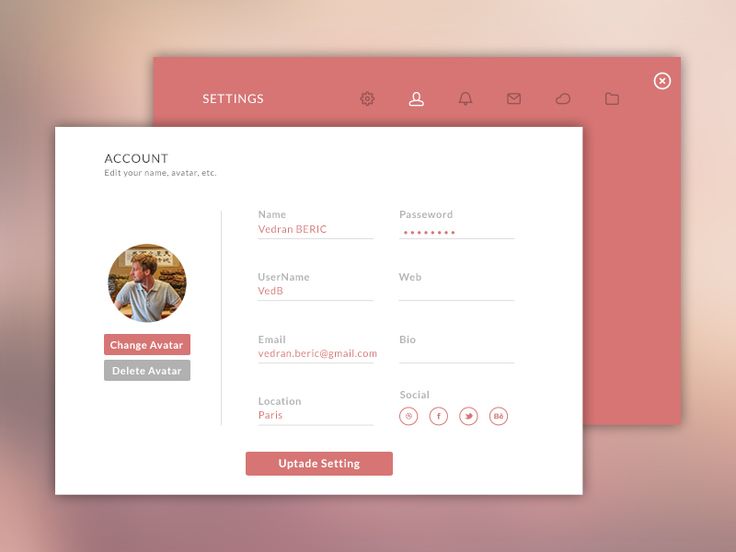 SETTINGS
ACCOUNT
Edit your name, avatar, etc.
Name
Vedran BERIC
Passeword
UserName
VedB
Web
Email
vedran.beric@gmail.com
Bio
Location
Paris
Social
Change Avatar
Delete Avatar
Uptade Setting